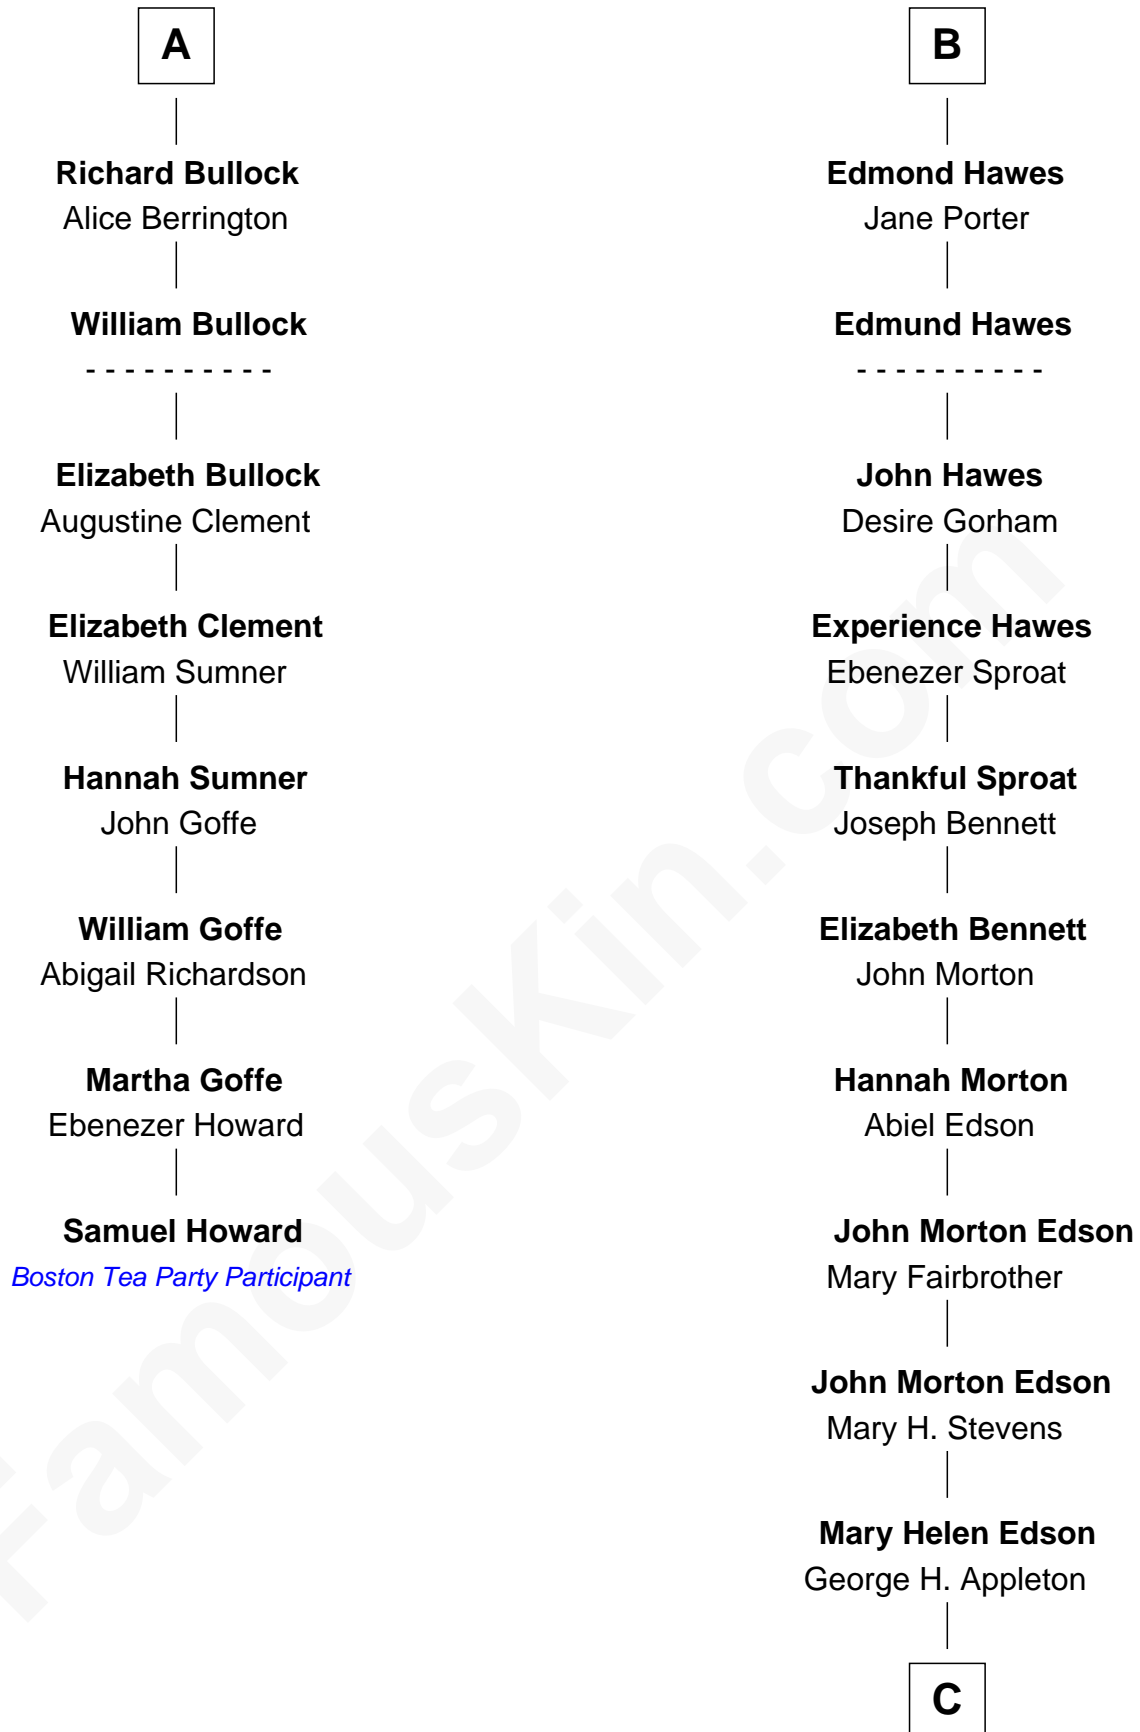 A
Richard Bullock
Alice Berrington
William Bullock
- - - - - - - - - -
Elizabeth Bullock
Augustine Clement
Elizabeth Clement
William Sumner
Hannah Sumner
John Goffe
William Goffe
Abigail Richardson
Martha Goffe
Ebenezer Howard
Samuel Howard
Boston Tea Party Participant
B
Edmond Hawes
Jane Porter
Edmund Hawes
- - - - - - - - - -
John Hawes
Desire Gorham
Experience Hawes
Ebenezer Sproat
Thankful Sproat
Joseph Bennett
Elizabeth Bennett
John Morton
Hannah Morton
Abiel Edson
John Morton Edson
Mary Fairbrother
John Morton Edson
Mary H. Stevens
Mary Helen Edson
George H. Appleton
C
FamousKin.com